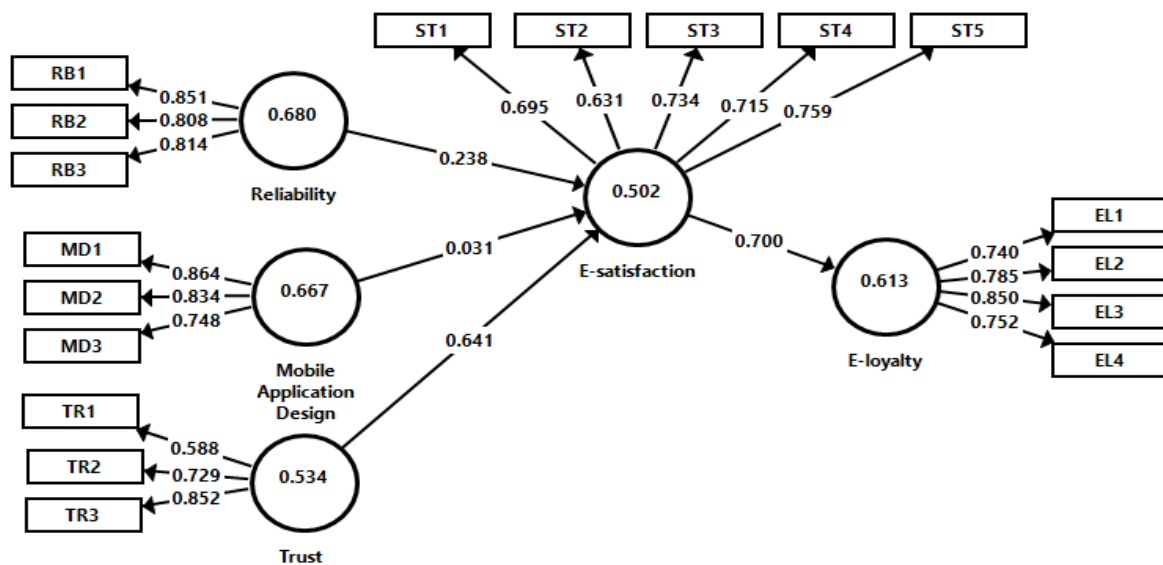 ST1
ST2
ST3
ST4
ST5
0.695
0.631
0.734
0.715
0.759
RB1
RB2
RB3
0.851
0.808
0.814
0.680
Reliability
0.238
MD1
MD2
MD3
0.864
0.834
0.748
0.667
Mobile
Application
Design
0.031
TR1
TR2
TR3
0.588
0.729
0.852
0.534
Trust
0.641
0.502
E-satisfaction
0.700
0.613
E-loyalty
0.740
0.785
0.850
0.752
EL1
EL2
EL3
EL4